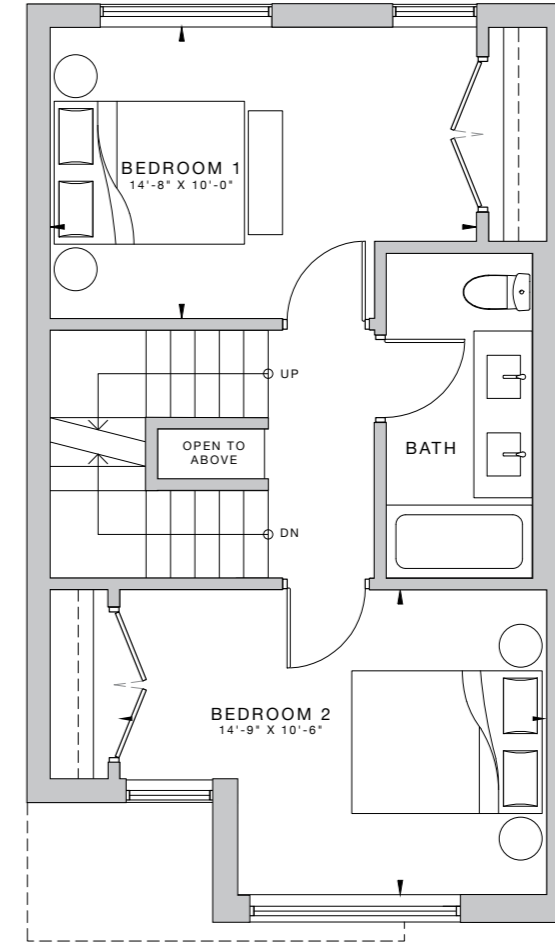 BEDROOM 1
14'-8" X 10'-0"
UP
OPEN TO
ABOVE
BATH
DN
BEDROOM 2
14'-9" X 10'-6"